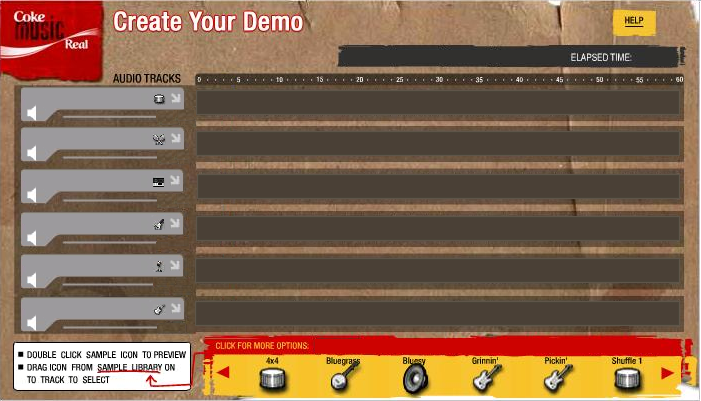 Coke
music
Real
Create Your Demo
HELP
ELAPSED TIME:
AUDIO TRACKS
0 5 10 15 20 25 30 35 40 45 50 55 60
CLICK FOR MORE OPTIONS:
■ DOUBLE CLICK SAMPLE ICON TO PREVIEW
■ DRAG ICON FROM SAMPLE LIBRARY ON
TO TRACK TO SELECT
4x4 Bluegrass Bluesy Grinnin' Pickin' Shuffle 1